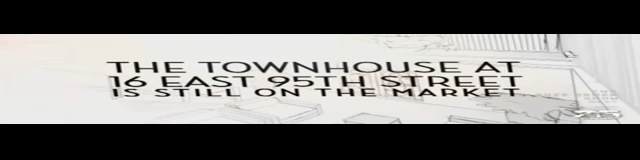 THE TOWNHOUSE AT
16 EAST 95TH STREET
IS STILL ON THE MARKET